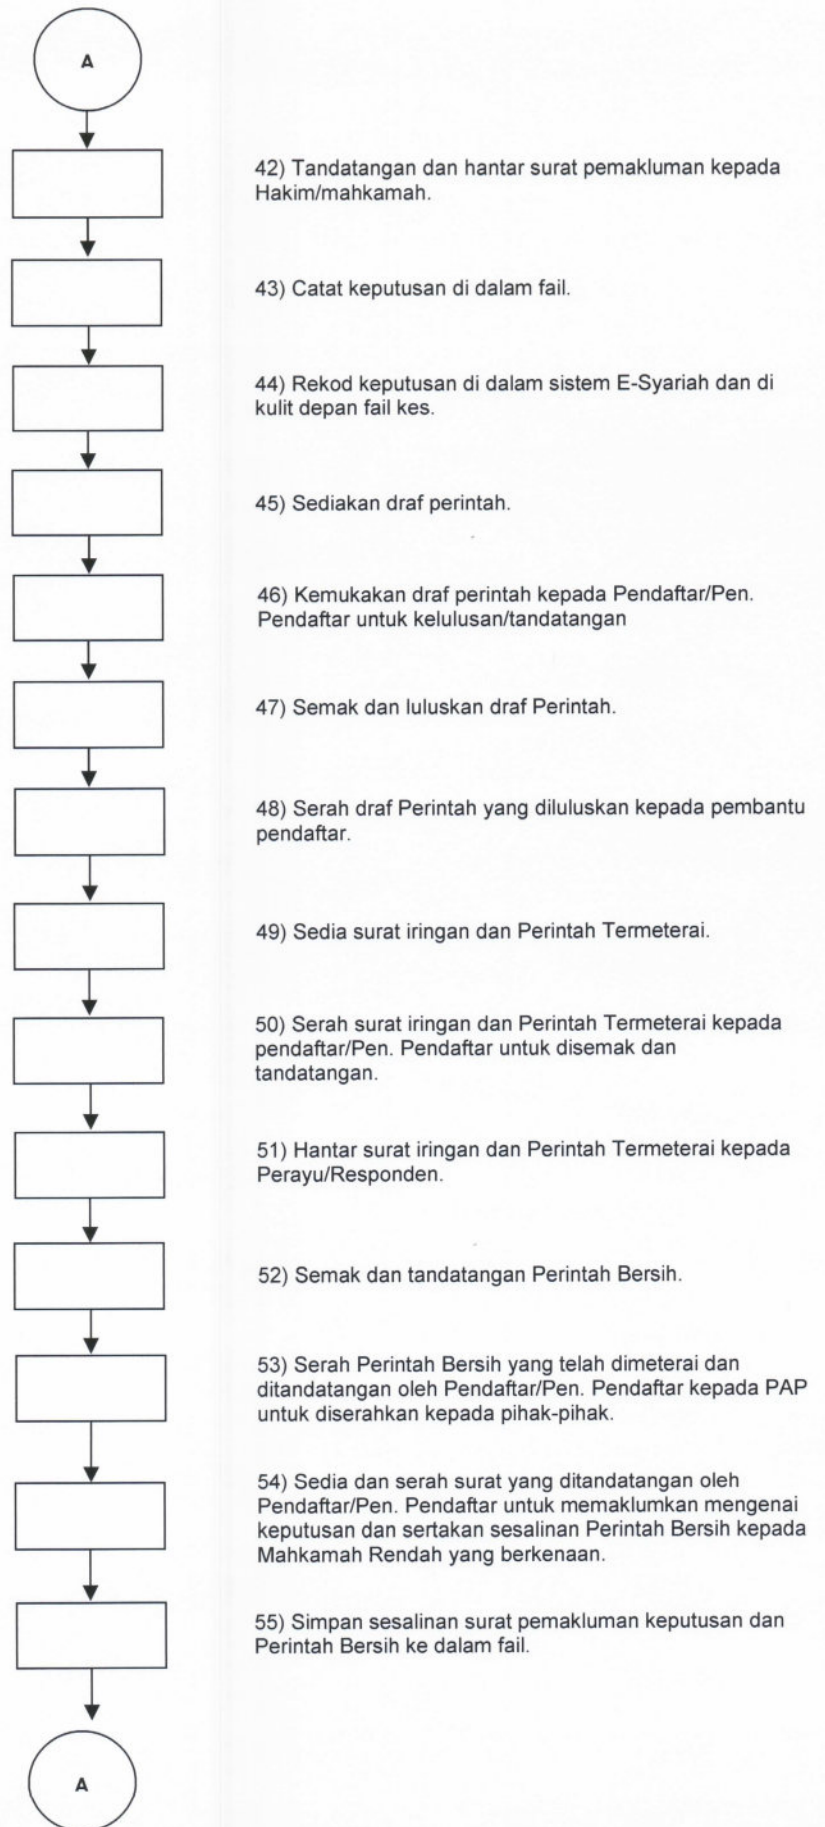 A
42) Tandatangan dan hantar surat pemakluman kepada
Hakim/mahkamah.
43) Catat keputusan di dalam fail.
44) Rekod keputusan di dalam sistem E-Syariah dan di
kulit depan fail kes.
45) Sediakan draf perintah.
46) Kemukakan draf perintah kepada Pendaftar/Pen.
Pendaftar untuk kelulusan/tandatangan
47) Semak dan luluskan draf Perintah.
48) Serah draf Perintah yang diluluskan kepada pembantu
pendaftar.
49) Sedia surat iringan dan Perintah Termeterai.
50) Serah surat iringan dan Perintah Termeterai kepada
pendaftar/Pen. Pendaftar untuk disemak dan
tandatangan.
51) Hantar surat iringan dan Perintah Termeterai kepada
Perayu/Responden.
52) Semak dan tandatangan Perintah Bersih.
53) Serah Perintah Bersih yang telah dimeterai dan
ditandatangan oleh Pendaftar/Pen. Pendaftar kepada PAP
untuk diserahkan kepada pihak-pihak.
54) Sedia dan serah surat yang ditandatangan oleh
Pendaftar/Pen. Pendaftar untuk memaklumkan mengenai
keputusan dan sertakan sesalinan Perintah Bersih kepada
Mahkamah Rendah yang berkenaan.
55) Simpan sesalinan surat pemakluman keputusan dan
Perintah Bersih ke dalam fail.
A